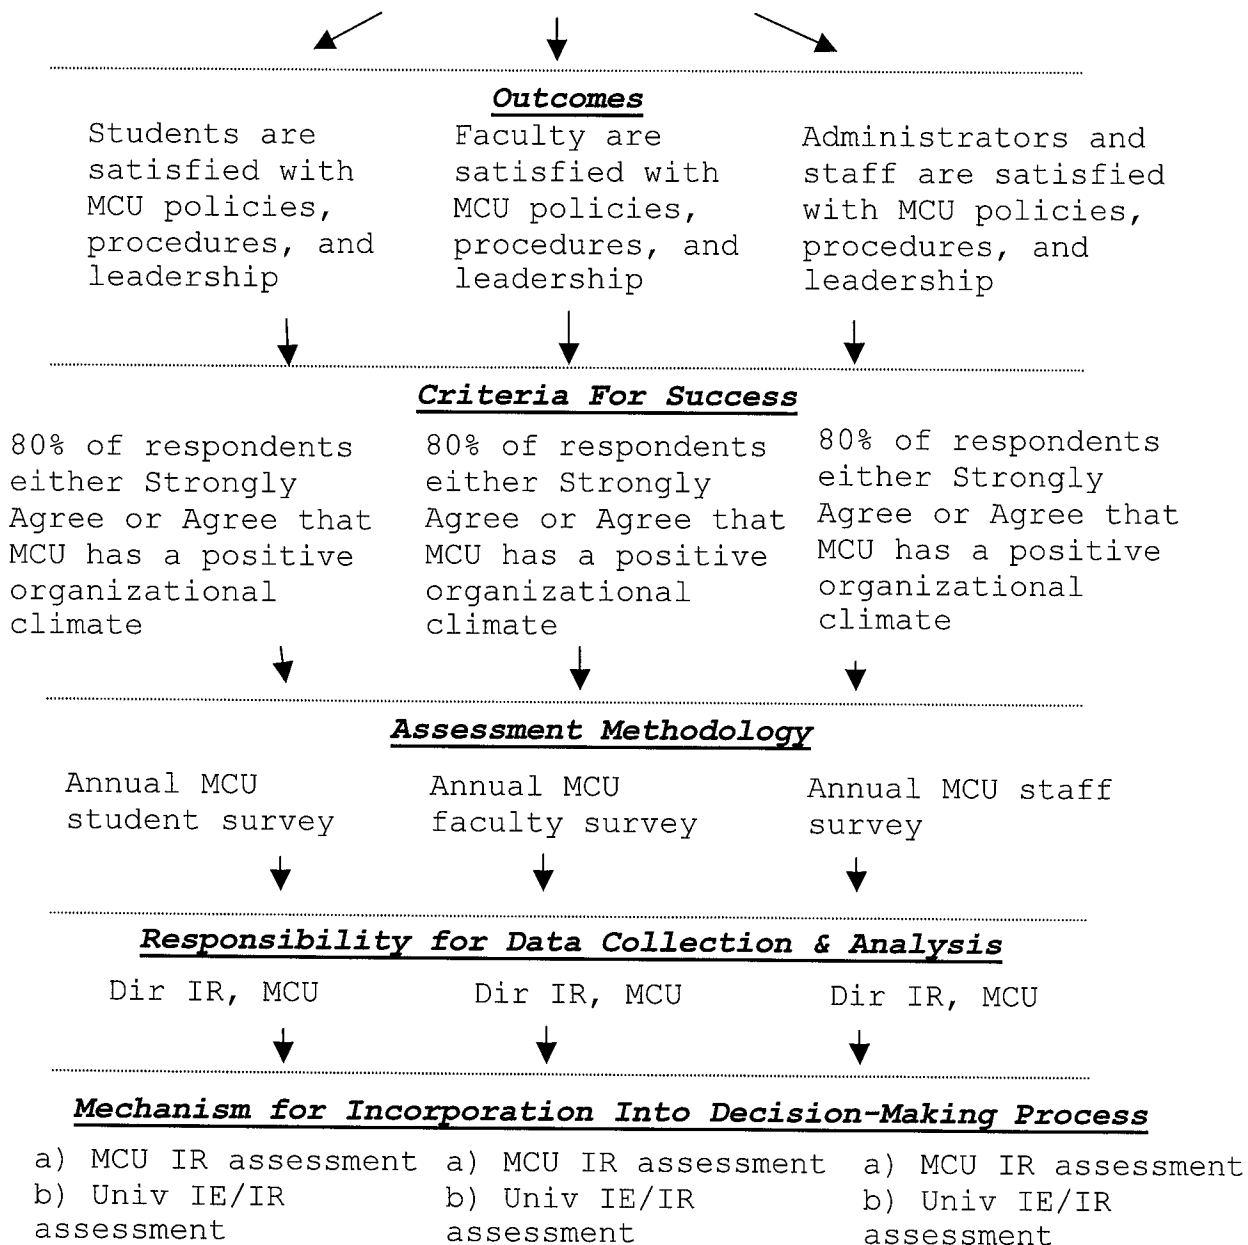 Outcomes
Students are
satisfied with
MCU policies,
procedures, and
leadership
Faculty are
satisfied with
MCU policies,
procedures, and
leadership
Administrators and
staff are satisfied
with MCU policies,
procedures, and
leadership
Criteria For Success
80% of respondents
either Strongly
Agree or Agree that
MCU has a positive
organizational
climate
80% of respondents
either Strongly
Agree or Agree that
MCU has a positive
organizational
climate
80% of respondents
either Strongly
Agree or Agree that
MCU has a positive
organizational
climate
Assessment Methodology
Annual MCU
student survey
Annual MCU
faculty survey
Annual MCU staff
survey
Responsibility for Data Collection & Analysis
Dir IR, MCU
Dir IR, MCU
Dir IR, MCU
Mechanism for Incorporation Into Decision-Making Process
a) MCU IR assessment
b) Univ IE/IR
assessment
a) MCU IR assessment
b) Univ IE/IR
assessment
a) MCU IR assessment
b) Univ IE/IR
assessment